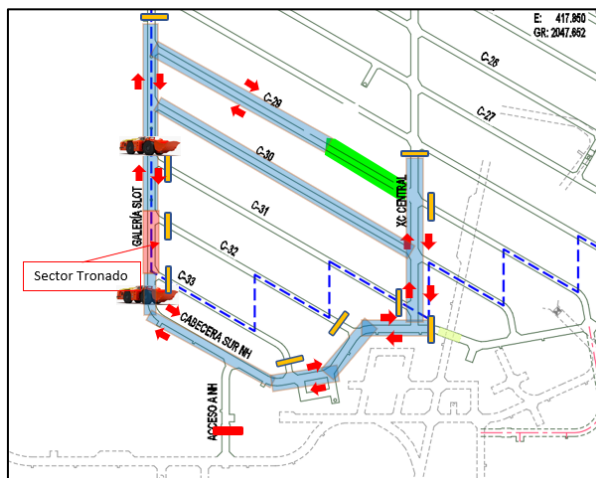 E: 417.850
GR: 2047.652
C-26
C-29
C-27
C-30
XC CENTRAL
C-31
GALERÍA SLOT
C-32
Sector Tronado
C-33
CABECERA SUR NH
ACCESO A NH